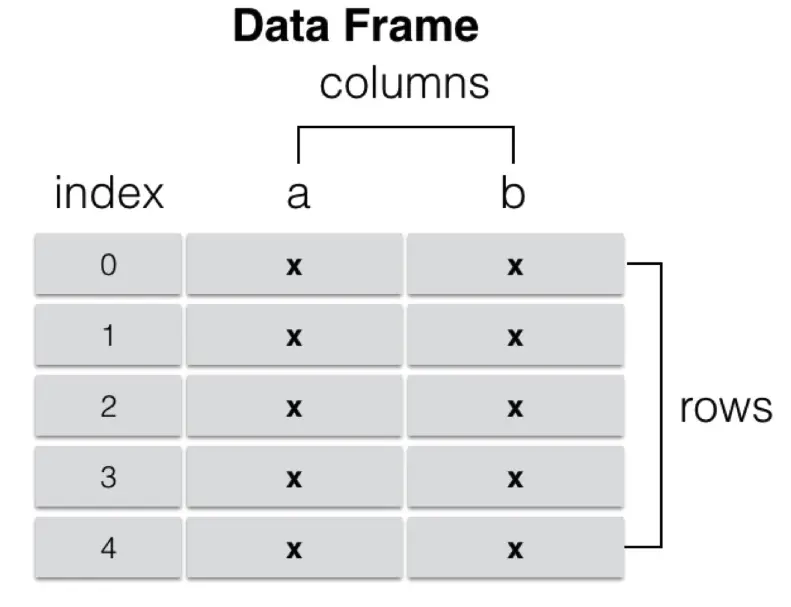 Data Frame
columns
index a b
0 x x
1 x x
2 x x
3 x x
4 x x
rows